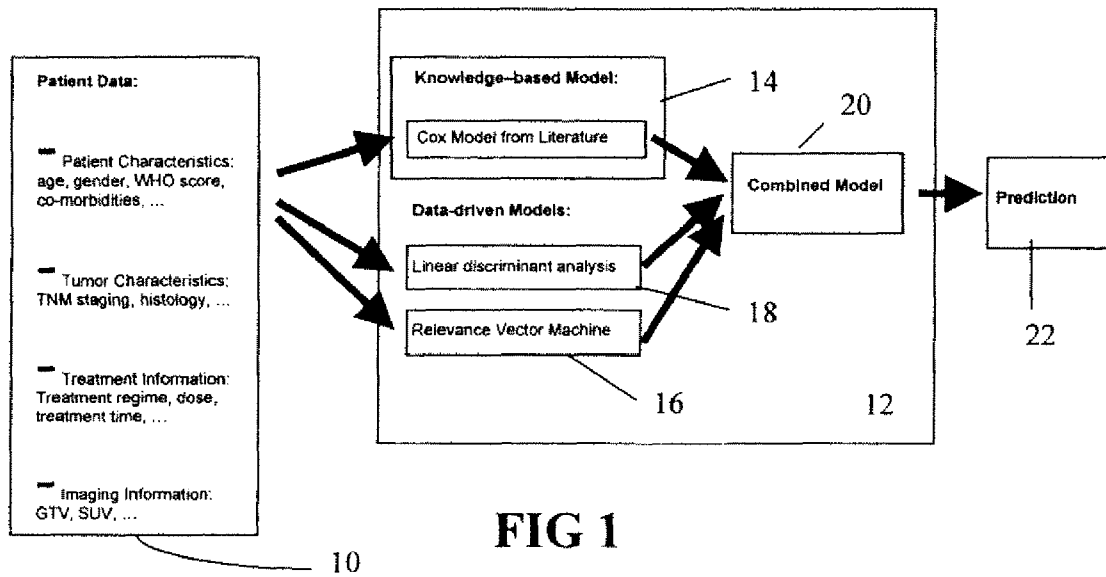 Patient Data:
- Patient Characteristics:
age, gender, WHO score,
co-morbidities, ...
- Tumor Characteristics:
TNM staging, histology, ...
- Treatment Information:
Treatment regime, dose,
treatment time, ...
- Imaging Information:
GTV, SUV, ...
10
Knowledge-based Model:
Cox Model from Literature
14
Data-driven Models:
Linear discriminant analysis
18
Relevance Vector Machine
16
12
20
Combined Model
Prediction
22
FIG 1